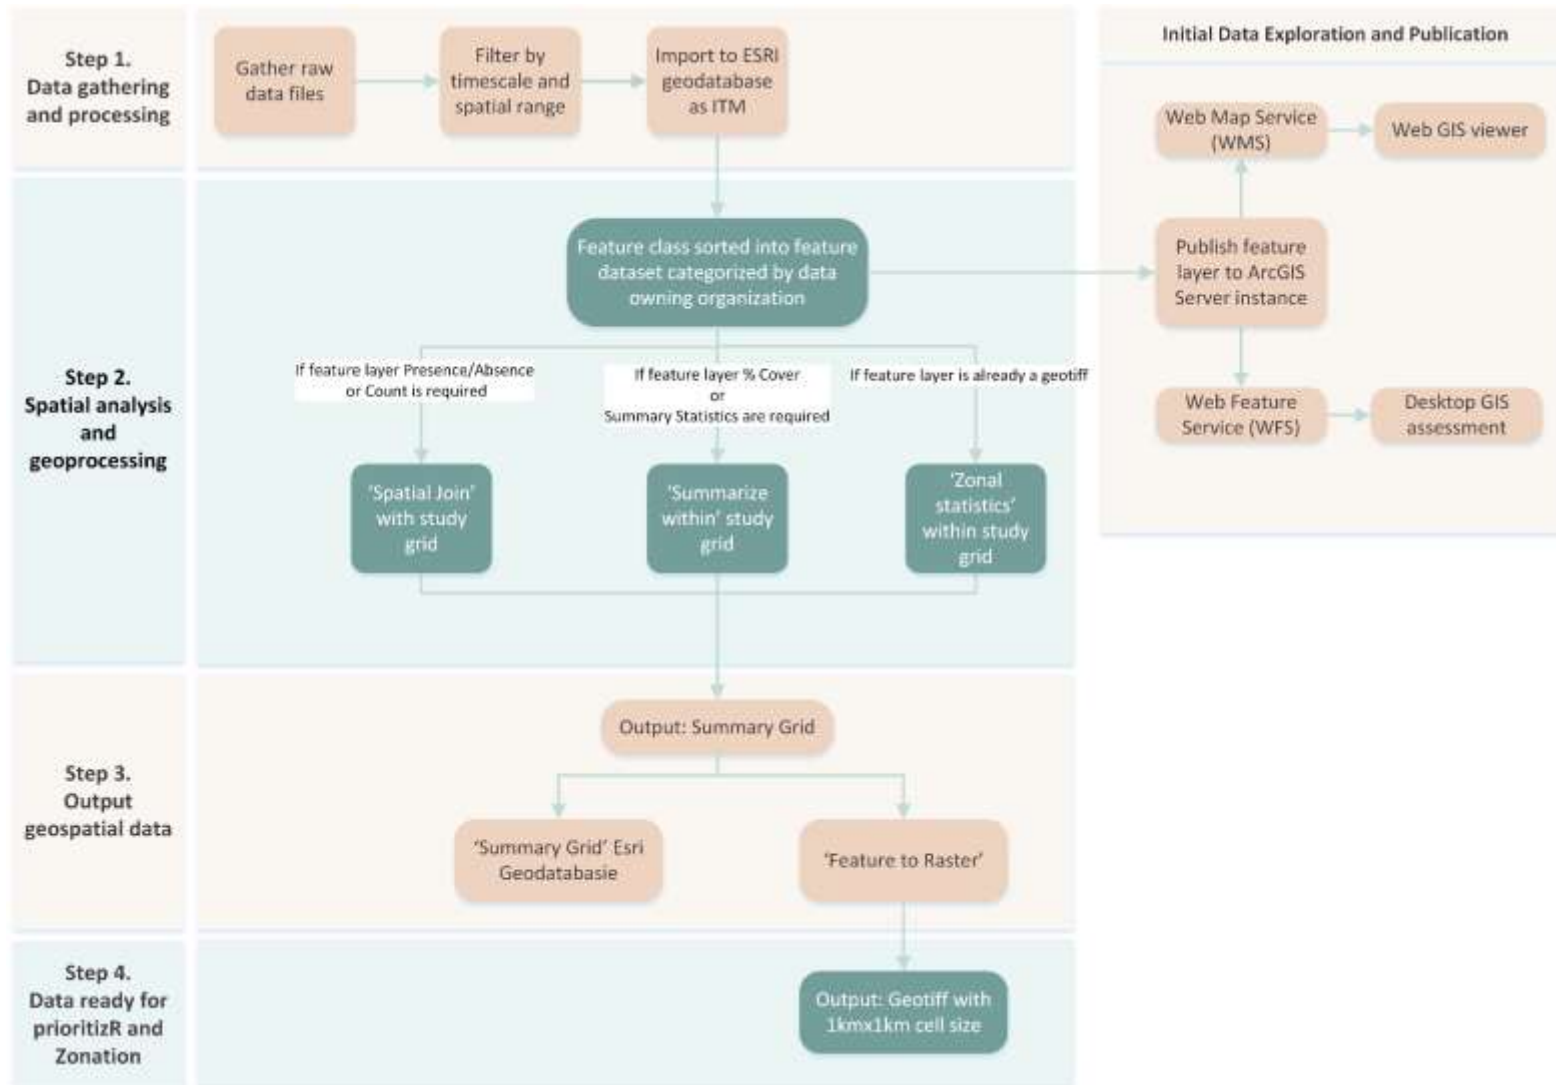 Step 1.
Data gathering
and processing
Gather raw
data files
Filter by
timescale and
spatial range
Import to ESRI
geodatabase
as ITM
Step 2.
Spatial analysis
and
geoprocessing
Feature class sorted into feature
dataset categorized by data
owning organization
If feature layer Presence/Absence
or Count is required
If feature layer % Cover
or
Summary Statistics are required
If feature layer is already a geotiff
'Spatial Join'
with study
grid
'Summarize
within' study
grid
'Zonal
statistics'
within study
grid
Step 3.
Output
geospatial data
Output: Summary Grid
'Summary Grid' Esri
Geodatabasie
'Feature to Raster'
Step 4.
Data ready for
prioritizR and
Zonation
Output: Geotiff with
1kmx1km cell size
Initial Data Exploration and Publication
Web Map Service
(WMS)
Web GIS viewer
Publish feature
layer to ArcGIS
Server instance
Web Feature
Service (WFS)
Desktop GIS
assessment